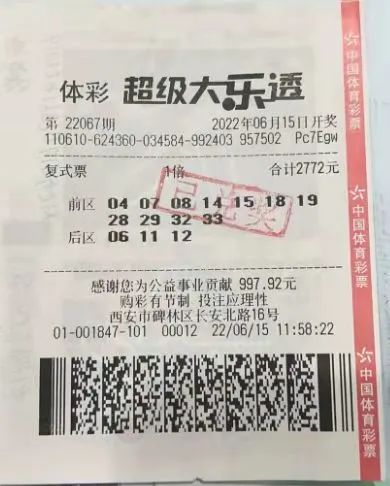 体彩 超级大乐透
第 22067期 2022年06月15日开奖
110610-624360-034584-992403 957502 Pc7Egw
复式票 1倍 合计2772元
前区 04 07 08 14 15 18 19
28 29 32 33
后区 06 11 12
已兑奖
感谢您为公益事业贡献 997.92元
购彩有节制 投注应理性
西安市碑林区长安北路16号
01-001847-101 00012 22/06/15 11:58:22
中国体育彩票
中国体育彩票
中国体育彩票